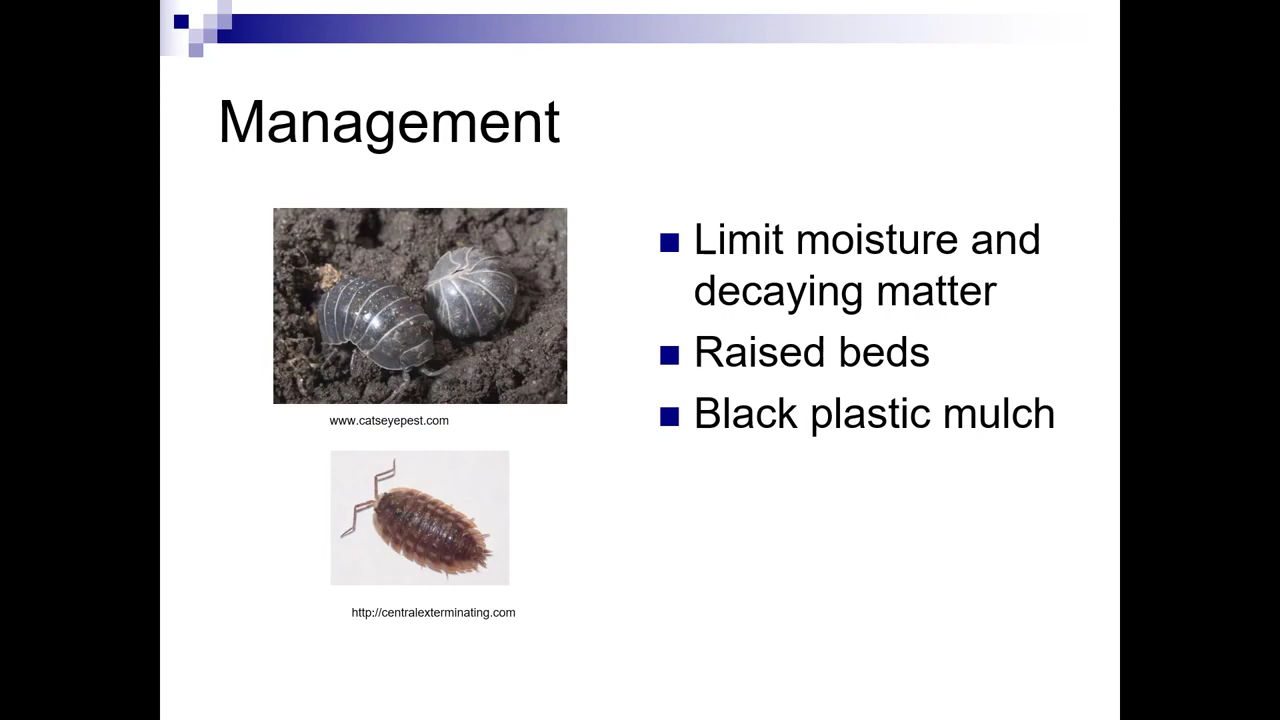 Management
Limit moisture and
decaying matter
Raised beds
Black plastic mulch
www.catseyepest.com
http://centralexterminating.com